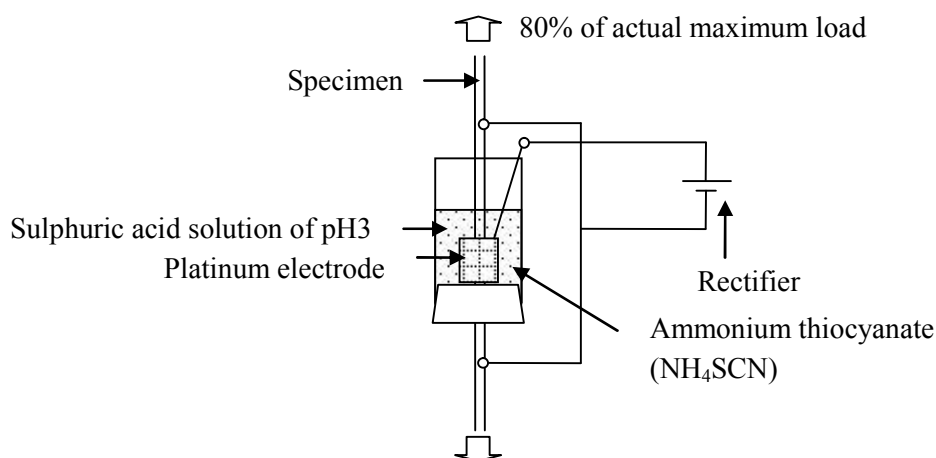 80% of actual maximum load
Specimen
Sulphuric acid solution of pH3
Platinum electrode
Rectifier
Ammonium thiocyanate
(NH₄SCN)